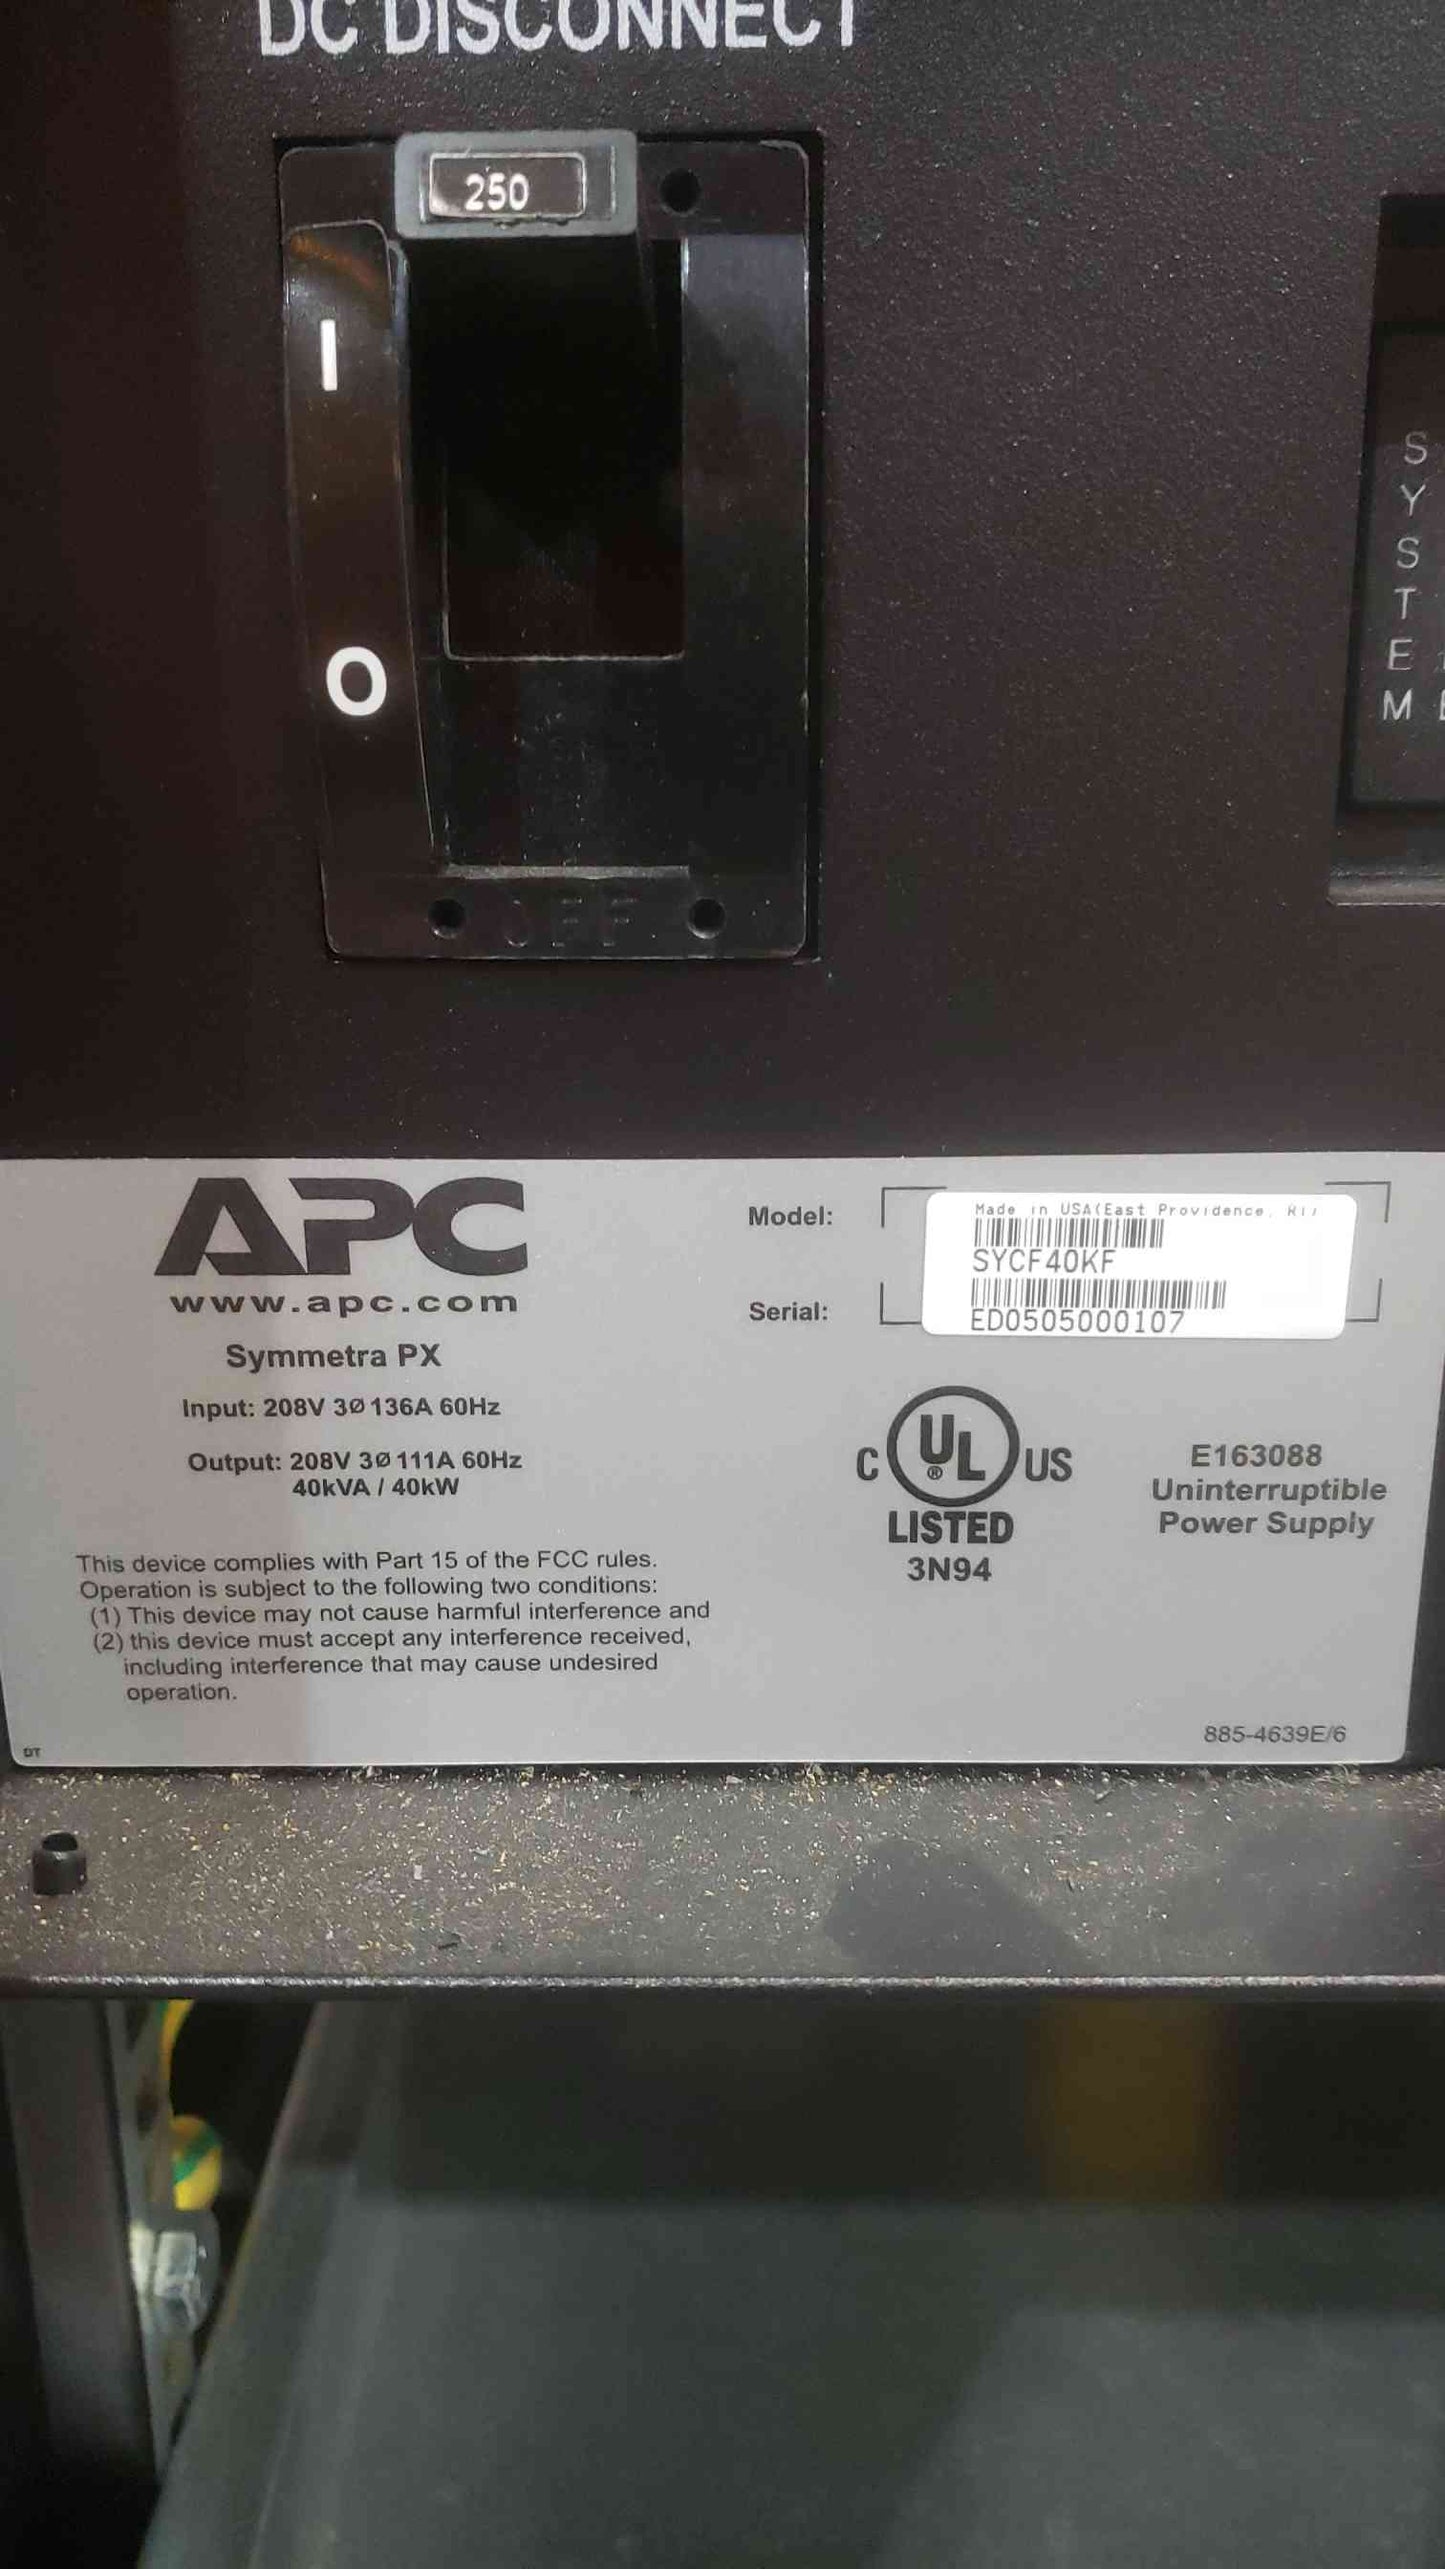 DC DISCONNECT
250
I
O
OFF
SYSTEM
APC
www.apc.com
Symmetra PX
Input: 208V 3Ø 136A 60Hz
Output: 208V 3Ø 111A 60Hz
40kVA / 40kW
This device complies with Part 15 of the FCC rules.
Operation is subject to the following two conditions:
(1) This device may not cause harmful interference and
(2) this device must accept any interference received,
including interference that may cause undesired
operation.
DT
Model:
Made in USA(East Providence, RI)
SYCF40KF
Serial:
ED0505000107
C UL® US
LISTED
3N94
E163088
Uninterruptible
Power Supply
885-4639E/6